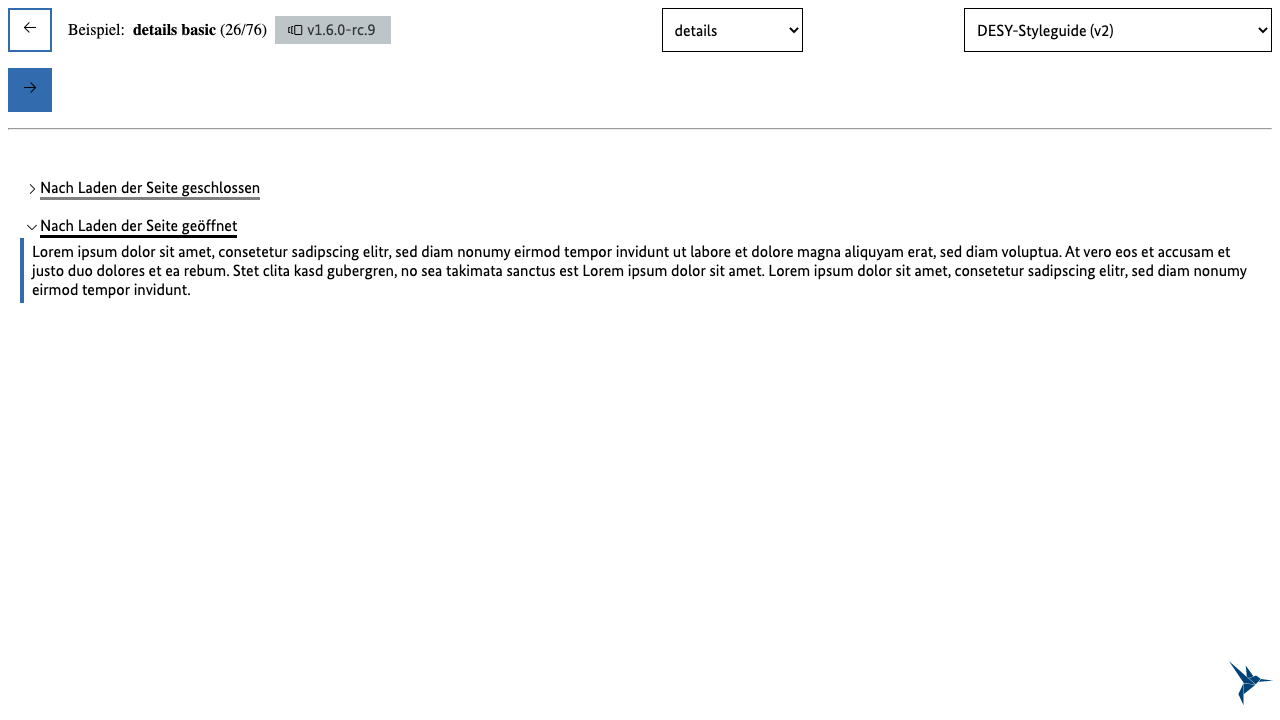 Beispiel: details basic (26/76) v1.6.0-rc.9 details DESY-Styleguide (v2)
Nach Laden der Seite geschlossen
Nach Laden der Seite geöffnet
Lorem ipsum dolor sit amet, consetetur sadipscing elitr, sed diam nonumy eirmod tempor invidunt ut labore et dolore magna aliquyam erat, sed diam voluptua. At vero eos et accusam et
justo duo dolores et ea rebum. Stet clita kasd gubergren, no sea takimata sanctus est Lorem ipsum dolor sit amet. Lorem ipsum dolor sit amet, consetetur sadipscing elitr, sed diam nonumy
eirmod tempor invidunt.